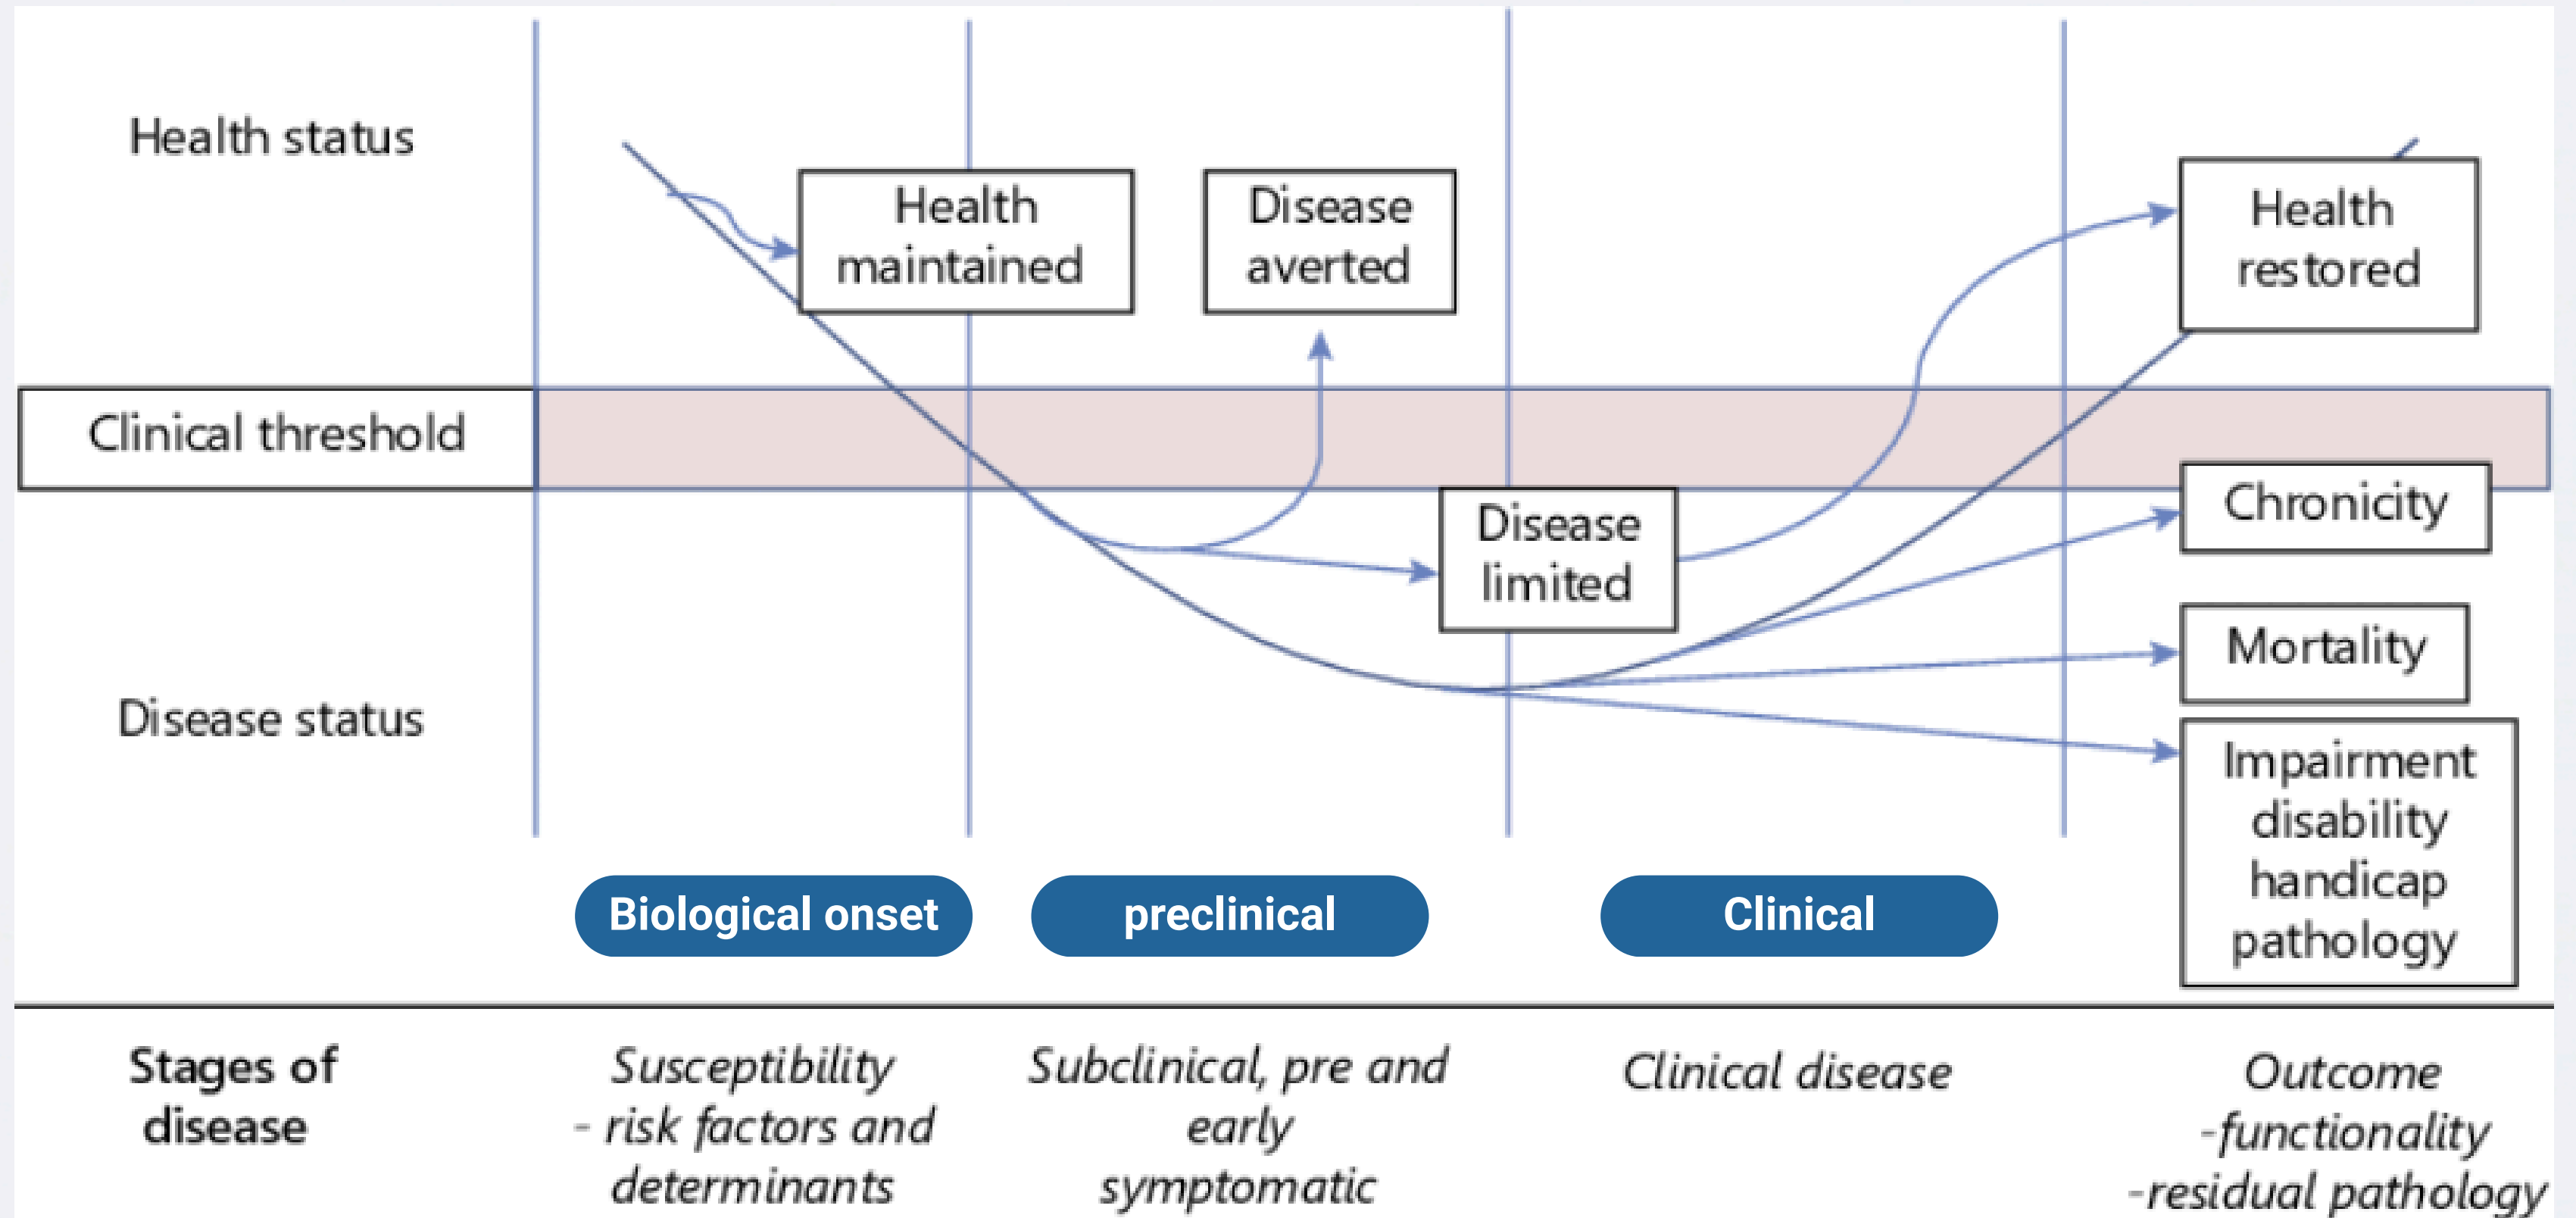 Health status
Health
maintained
Disease
averted
Health
restored
Clinical threshold
Disease
limited
Chronicity
Mortality
Disease status
Impairment
disability
handicap
pathology
Biological onset
preclinical
Clinical
Stages of
disease
Susceptibility
- risk factors and
determinants
Subclinical, pre and
early
symptomatic
Clinical disease
Outcome
-functionality
-residual pathology